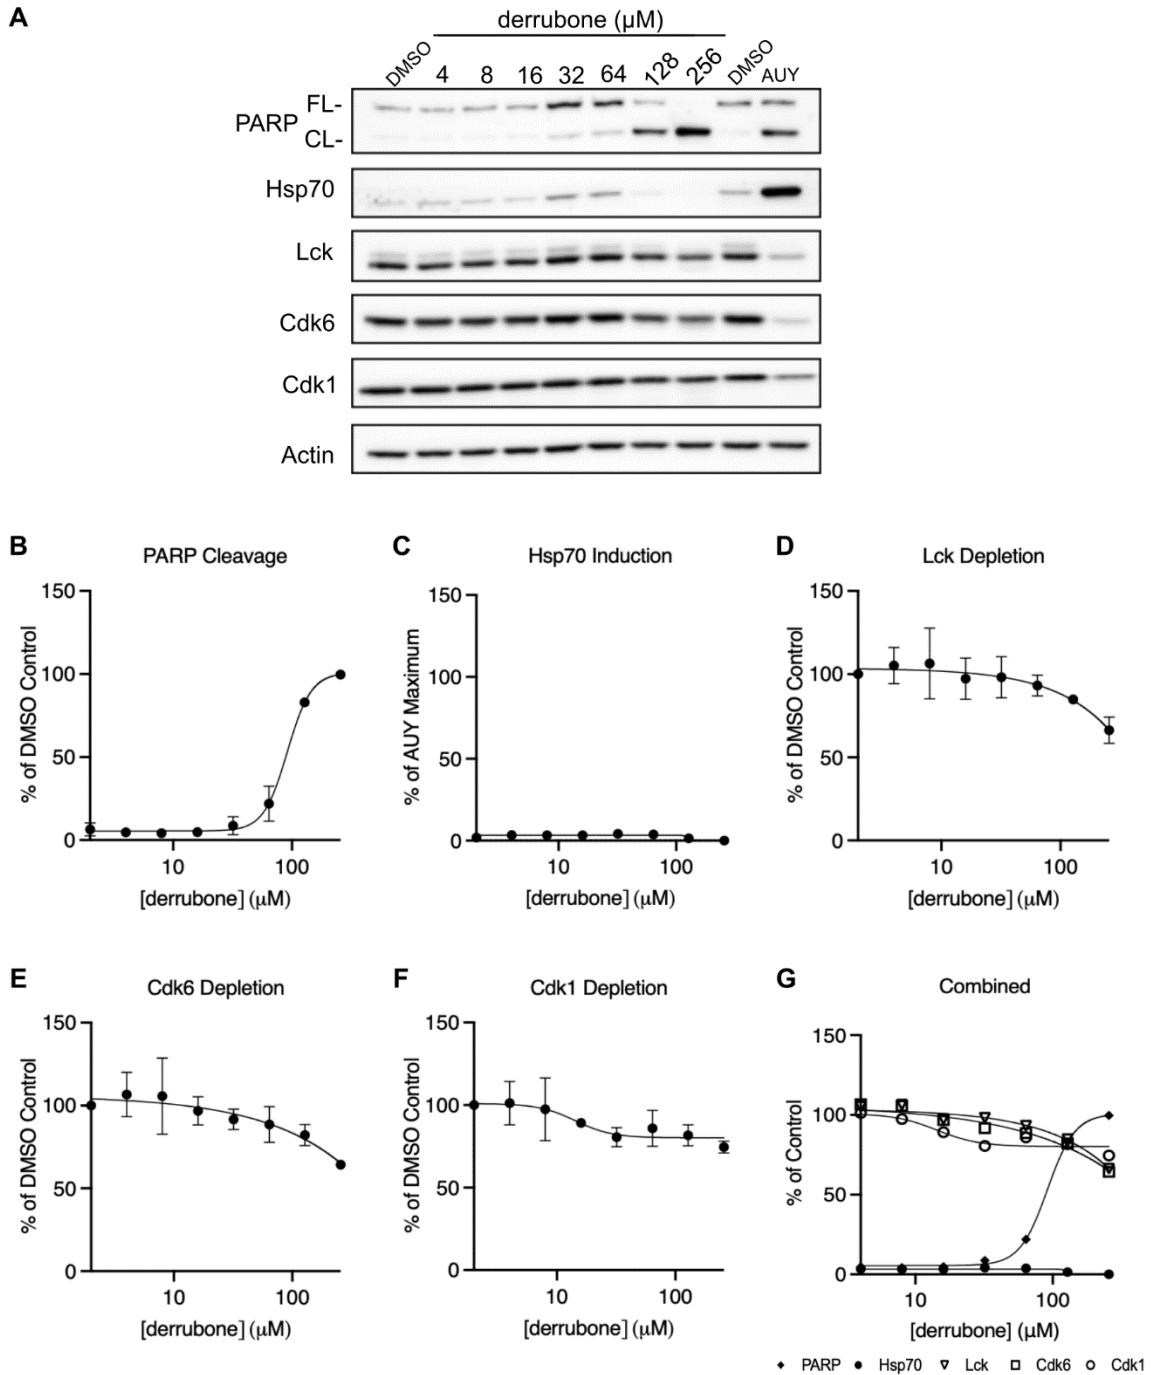 A
derrubone (µM)
DMSO 4 8 16 32 64 128 256 DMSO AUY
FL-
PARP
CL-
Hsp70
Lck
Cdk6
Cdk1
Actin
B
PARP Cleavage
150
100
50
0
% of DMSO Control
10 100
[derrubone] (µM)
C
Hsp70 Induction
150
100
50
0
% of AUY Maximum
10 100
[derrubone] (µM)
D
Lck Depletion
150
100
50
0
% of DMSO Control
10 100
[derrubone] (µM)
E
Cdk6 Depletion
150
100
50
0
% of DMSO Control
10 100
[derrubone] (µM)
F
Cdk1 Depletion
150
100
50
0
% of DMSO Control
10 100
[derrubone] (µM)
G
Combined
150
100
50
0
% of Control
10 100
[derrubone] (µM)
PARP Hsp70 Lck Cdk6 Cdk1